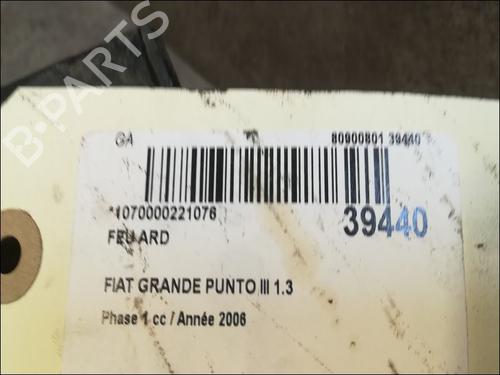 B-PARTS
GA 80900801 39440
*1070000221076
39440
FEU ARD
FIAT GRANDE PUNTO III 1.3
Phase 1 cc / Année 2006